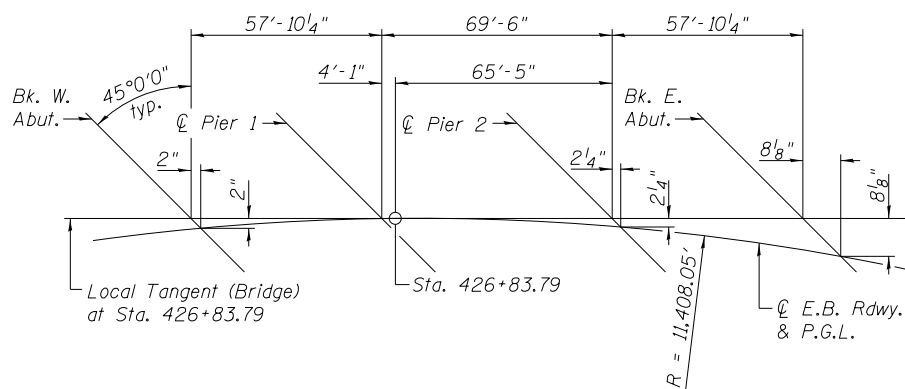 57'-10¼" 69'-6" 57'-10¼"
4'-1" 65'-5"
45°0'0"
typ.
Bk. W.
Abut.
℄ Pier 1
℄ Pier 2
Bk. E.
Abut.
2"
2"
2¼"
2¼"
8⅛"
8⅛"
Local Tangent (Bridge)
at Sta. 426+83.79
Sta. 426+83.79
R = 11,408.05'
℄ E.B. Rdwy.
& P.G.L.